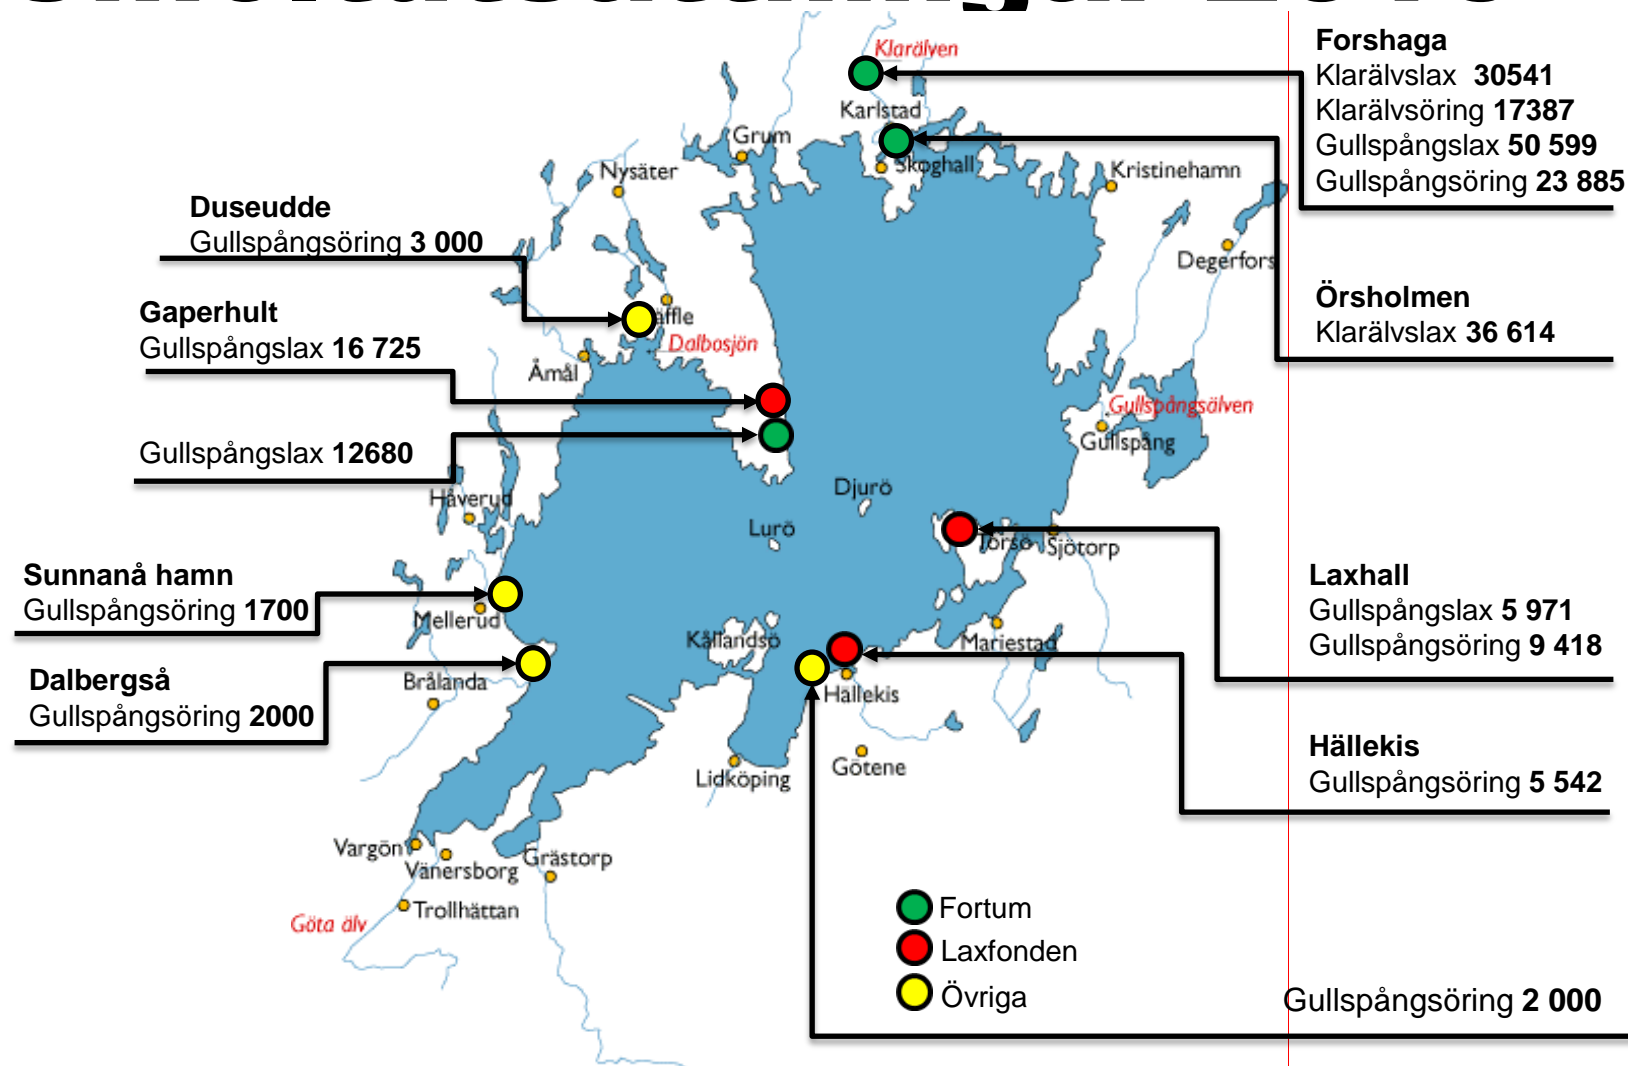 Klarälven
Forshaga
Klarälvslax 30541
Klarälvsöring 17387
Gullspångslax 50 599
Gullspångsöring 23 885
Karlstad
Grum
Skoghall
Nysäter
Kristinehamn
Duseudde
Gullspångsöring 3 000
Degerfors
Örsholmen
Klarälvslax 36 614
Gaperhult
Gullspångslax 16 725
äffle
Dalbosjön
Åmål
Gullspångsälven
Gullspång
Gullspångslax 12680
Håverud
Djurö
Lurö
Torsö
Sjötorp
Sunnanå hamn
Gullspångsöring 1700
Mellerud
Laxhall
Gullspångslax 5 971
Gullspångsöring 9 418
Kållandsö
Mariestad
Dalbergså
Gullspångsöring 2000
Brålanda
Hällekis
Hällekis
Gullspångsöring 5 542
Lidköping
Götene
Vargön
Vänersborg
Grästorp
Trollhättan
Göta älv
Fortum
Laxfonden
Övriga
Gullspångsöring 2 000